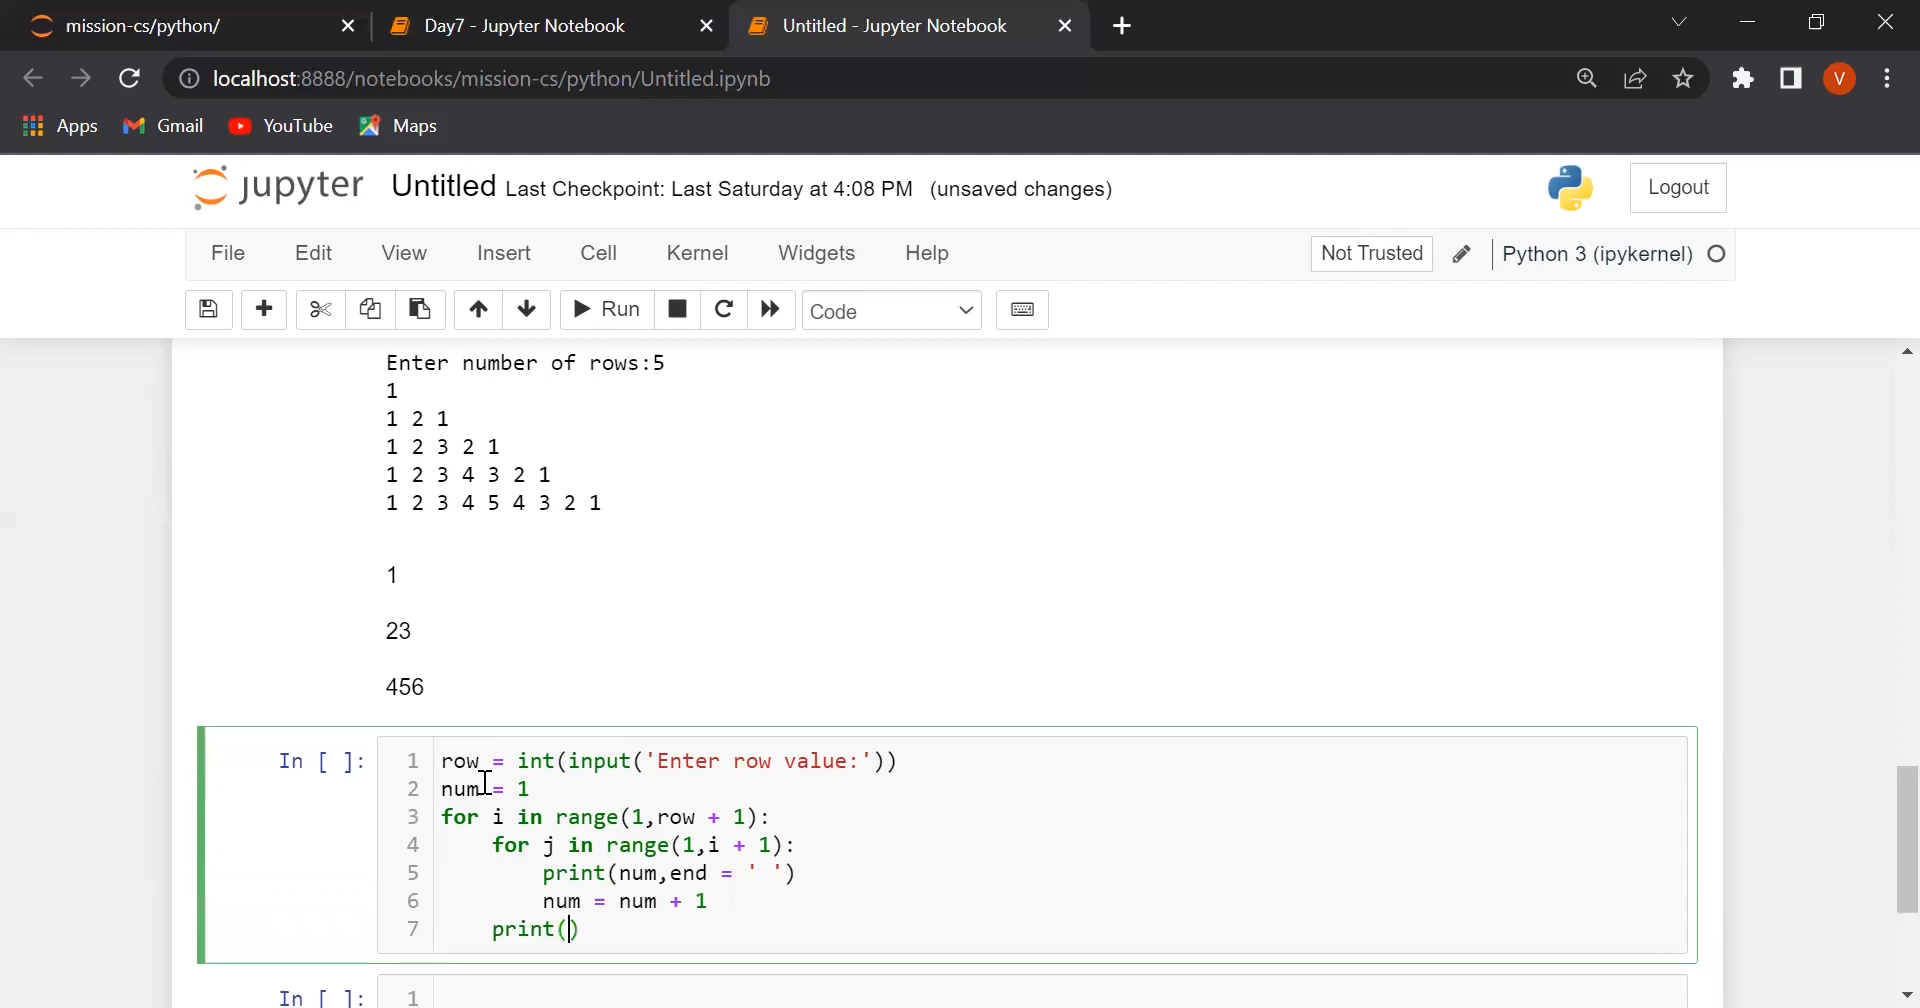 mission-cs/python/ Day7 - Jupyter Notebook Untitled - Jupyter Notebook
localhost:8888/notebooks/mission-cs/python/Untitled.ipynb V
Apps Gmail YouTube Maps
jupyter Untitled Last Checkpoint: Last Saturday at 4:08 PM (unsaved changes) Logout
File Edit View Insert Cell Kernel Widgets Help Not Trusted Python 3 (ipykernel)
Run Code
Enter number of rows:5
1
1 2 1
1 2 3 2 1
1 2 3 4 3 2 1
1 2 3 4 5 4 3 2 1
1
23
456
In [ ]: 1 row = int(input('Enter row value:'))
2 num = 1
3 for i in range(1,row + 1):
4 for j in range(1,i + 1):
5 print(num,end = ' ')
6 num = num + 1
7 print()
In [ ]: 1